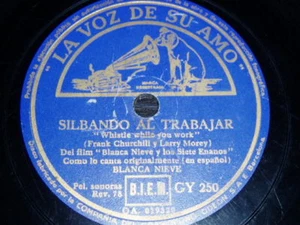 "LA VOZ DE SU AMO"
SILBANDO AL TRABAJAR
"Whistle while you work"
(Frank Churchill y Larry Morey)
Del film "Blanca Nieve y los Siete Enanos"
Como lo canta originalmente (en español)
BLANCA NIEVE
Pel. sonoras
Rev. 78
B.I.E.M.
GY 250